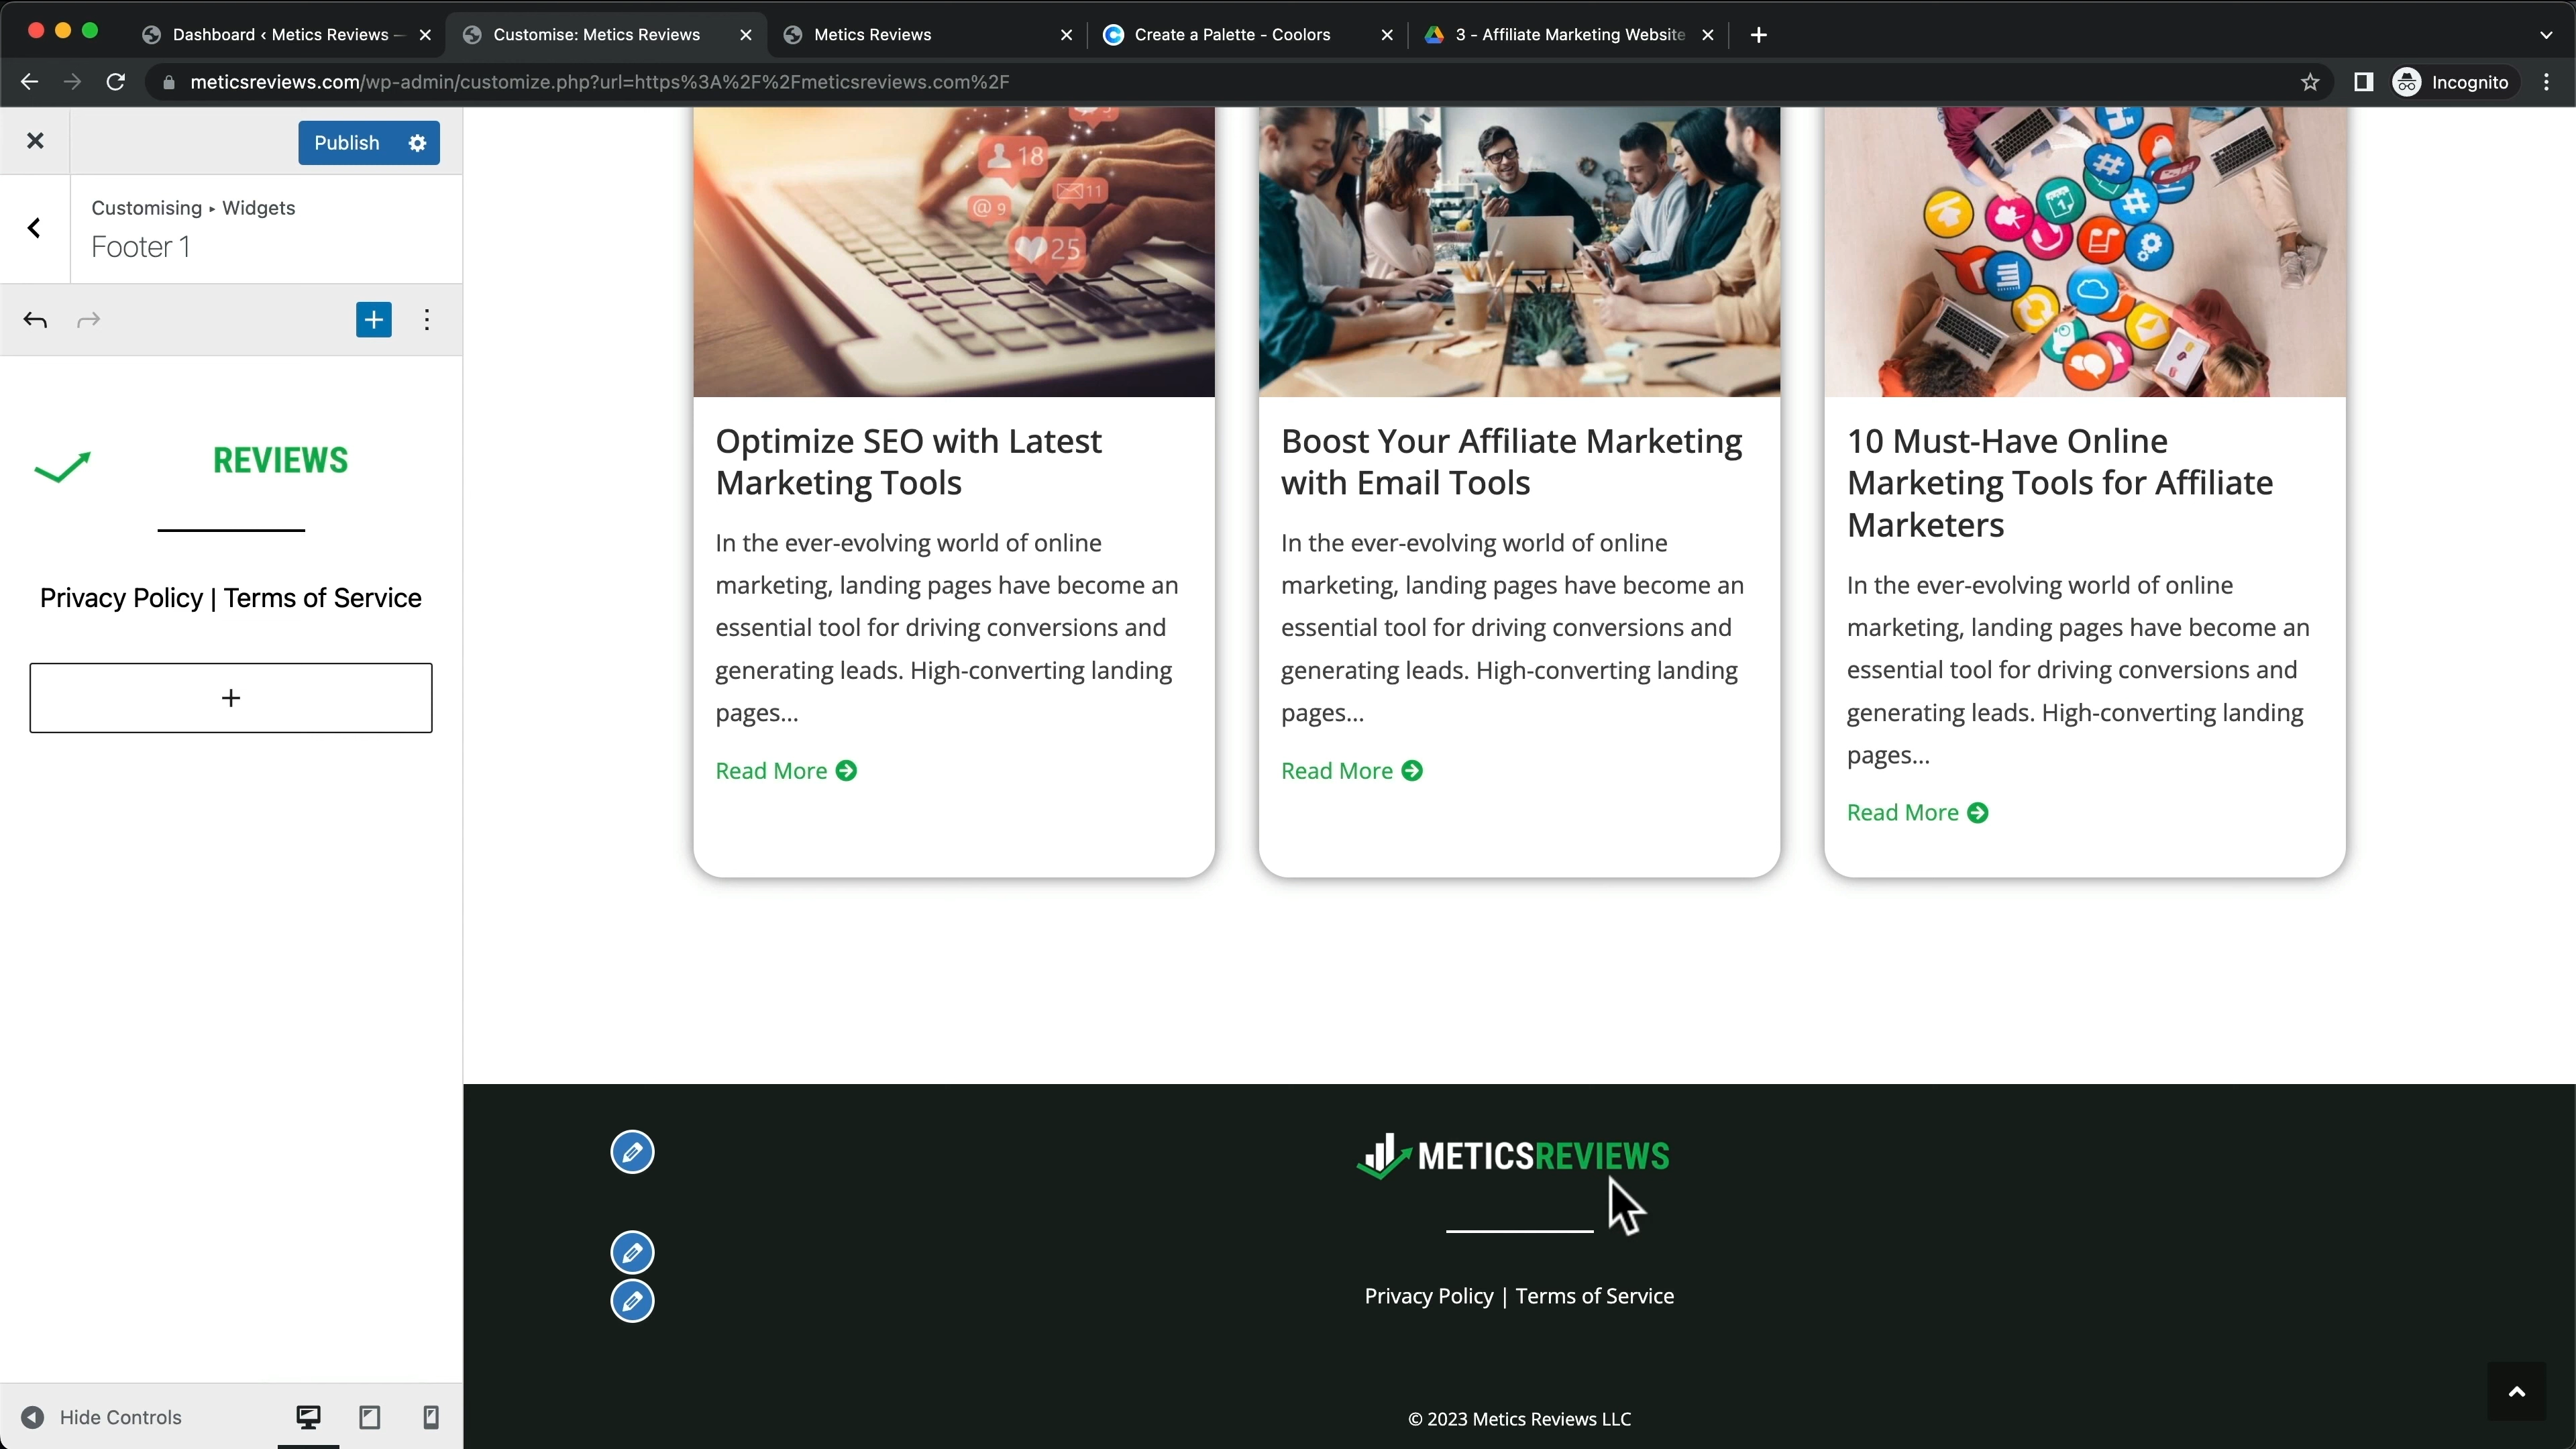 Dashboard ‹ Metics Reviews —
Customise: Metics Reviews
Metics Reviews
Create a Palette - Coolors
3 - Affiliate Marketing Website
meticsreviews.com/wp-admin/customize.php?url=https%3A%2F%2Fmeticsreviews.com%2F
Incognito
Publish
Customising ▸ Widgets
Footer 1
REVIEWS
Privacy Policy | Terms of Service
Hide Controls
18
11
@ 9
25
Optimize SEO with Latest
Marketing Tools
In the ever-evolving world of online
marketing, landing pages have become an
essential tool for driving conversions and
generating leads. High-converting landing
pages...
Read More
Boost Your Affiliate Marketing
with Email Tools
In the ever-evolving world of online
marketing, landing pages have become an
essential tool for driving conversions and
generating leads. High-converting landing
pages...
Read More
1
#
#
10 Must-Have Online
Marketing Tools for Affiliate
Marketers
In the ever-evolving world of online
marketing, landing pages have become an
essential tool for driving conversions and
generating leads. High-converting landing
pages...
Read More
METICSREVIEWS
Privacy Policy | Terms of Service
© 2023 Metics Reviews LLC